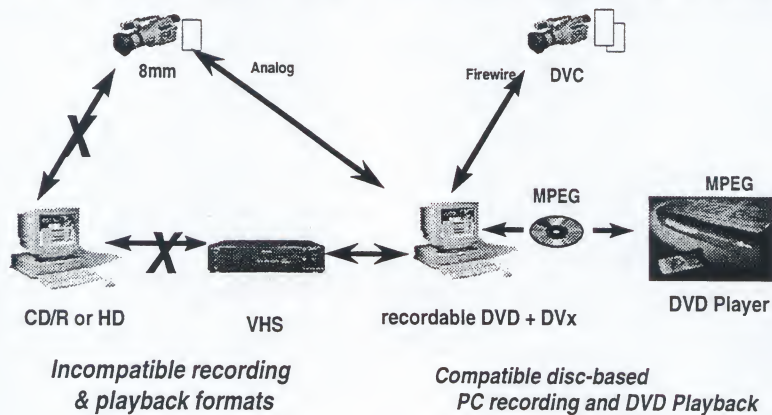 8mm
Analog
Firewire
DVC
X
MPEG
MPEG
X
CD/R or HD
VHS
recordable DVD + DVx
DVD Player
Incompatible recording
& playback formats
Compatible disc-based
PC recording and DVD Playback